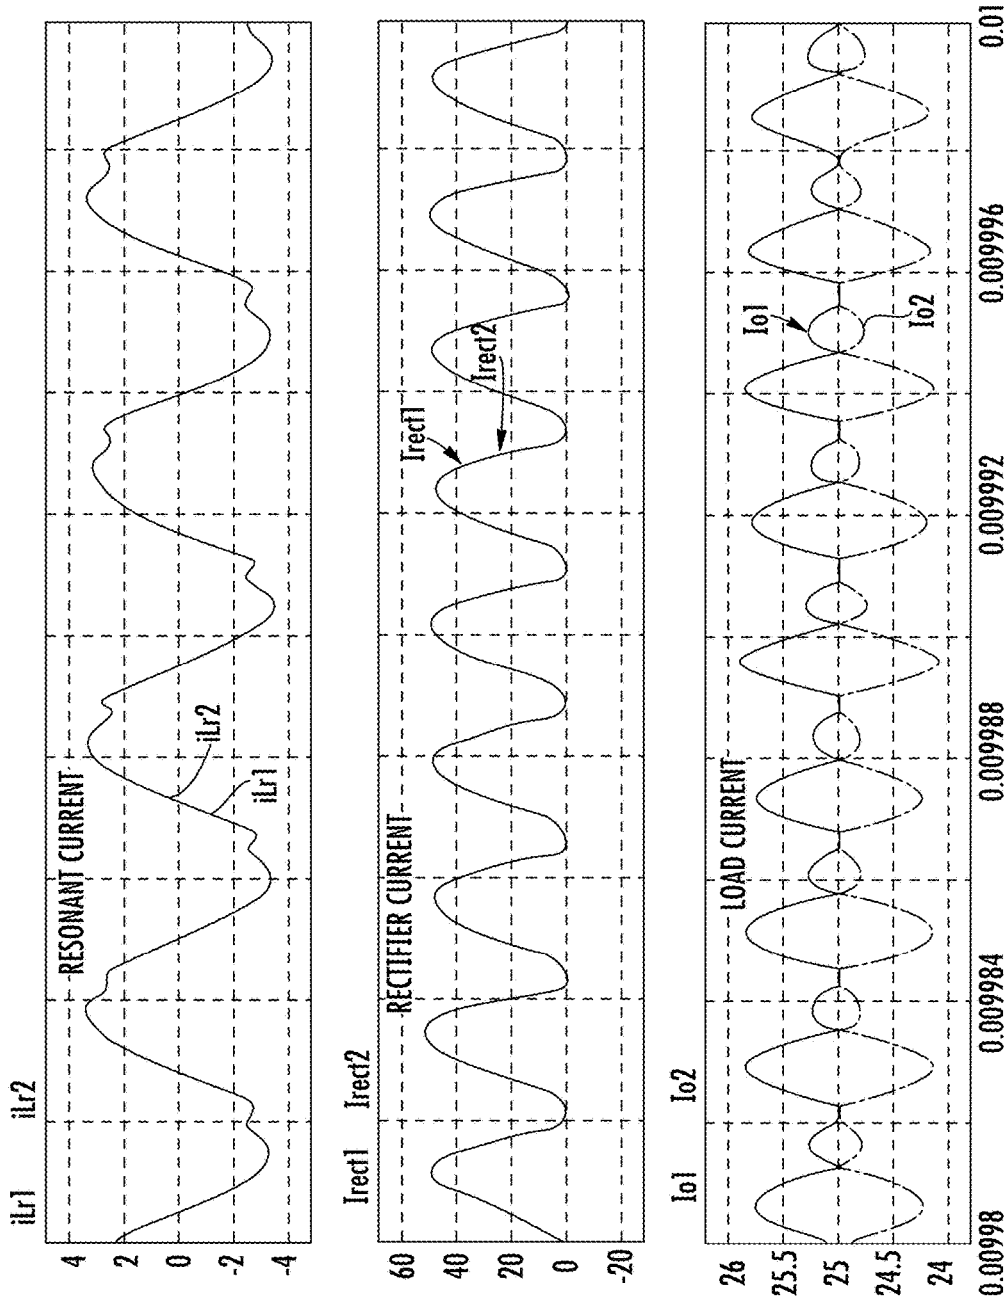 iLr1 iLr2
RESONANT CURRENT
4
2
0
-2
-4
iLr2
iLr1
Irect1 Irect2
RECTIFIER CURRENT
60
40
20
0
-20
Irect1
Irect2
Io1 Io2
LOAD CURRENT
26
25.5
25
24.5
24
Io1
Io2
0.00998 0.009984 0.009988 0.009992 0.009996 0.01